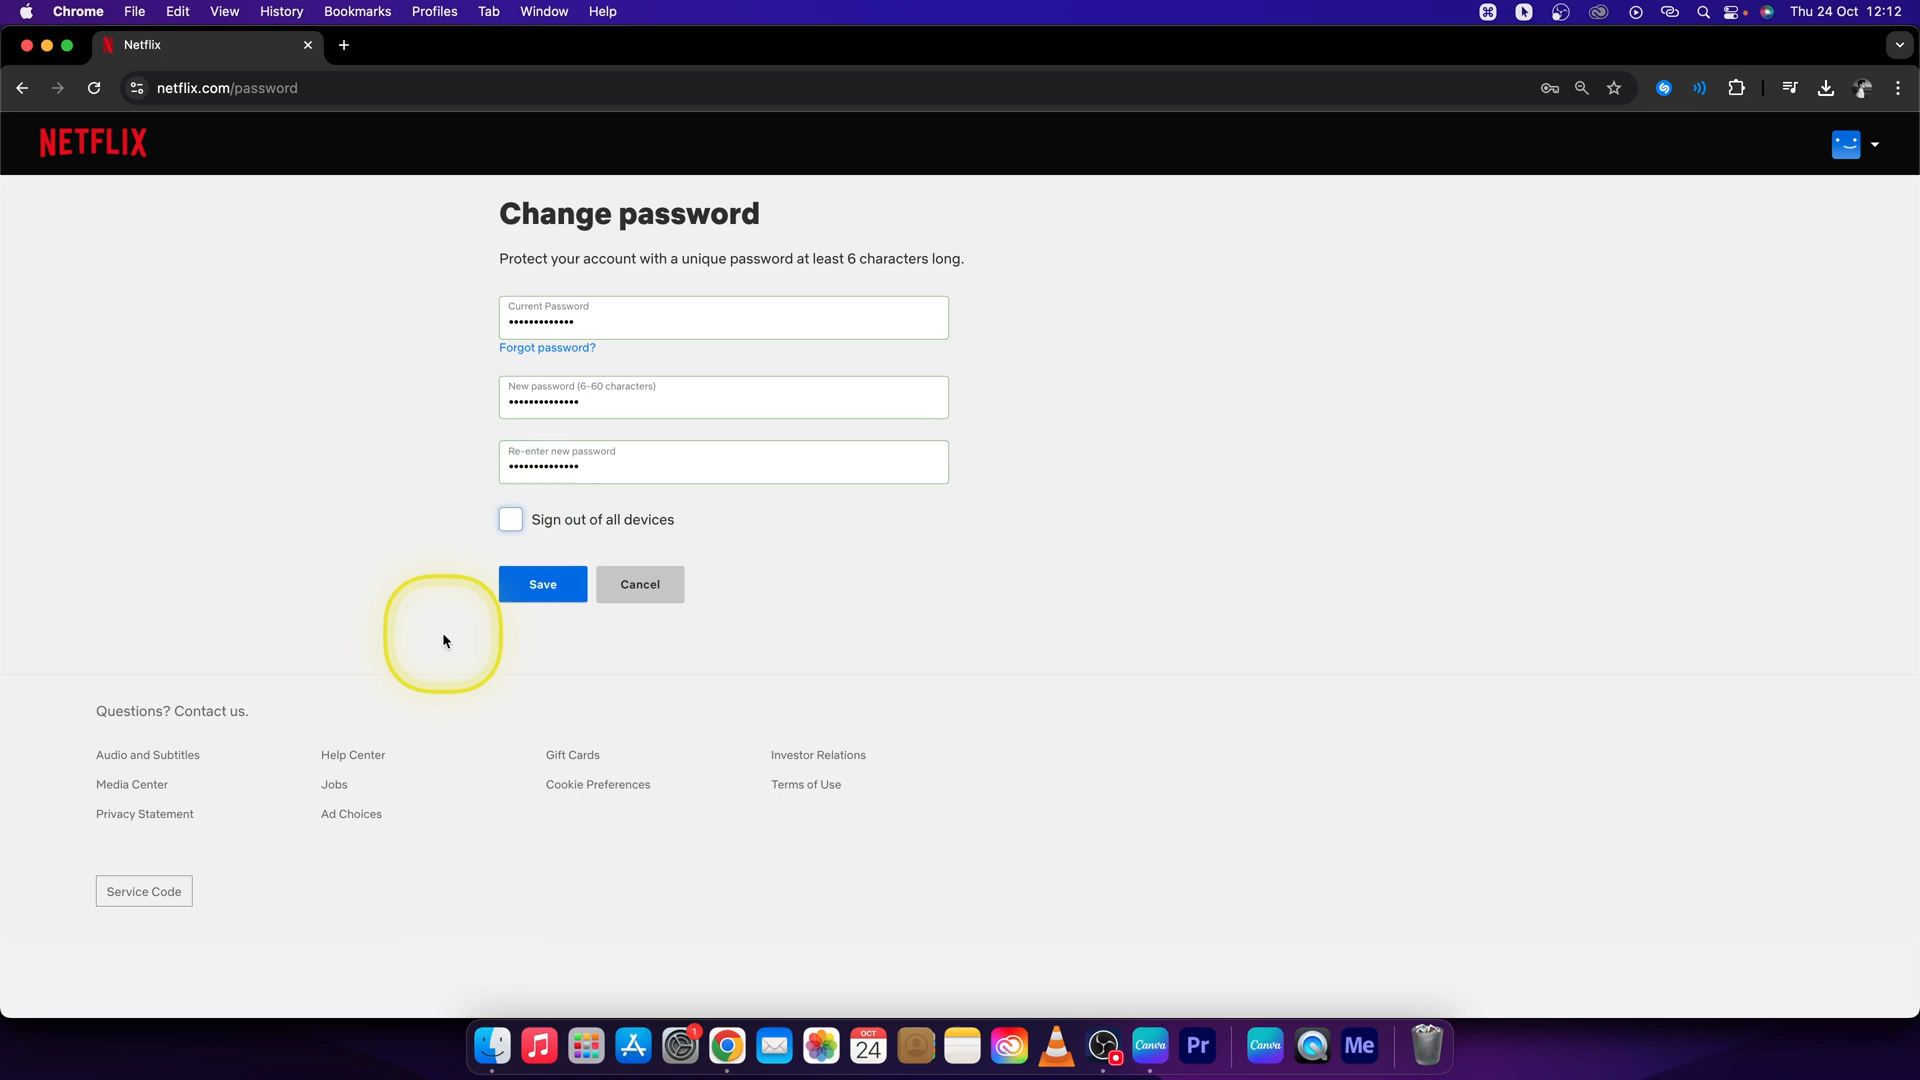 Chrome File Edit View History Bookmarks Profiles Tab Window Help Thu 24 Oct 12:12
Netflix
netflix.com/password
NETFLIX
Change password
Protect your account with a unique password at least 6 characters long.
Current Password
•••••••••••••
Forgot password?
New password (6-60 characters)
••••••••••••••
Re-enter new password
••••••••••••••
Sign out of all devices
Save Cancel
Questions? Contact us.
Audio and Subtitles Help Center Gift Cards Investor Relations
Media Center Jobs Cookie Preferences Terms of Use
Privacy Statement Ad Choices
Service Code
1 OCT 24 Canva Pr Canva Me